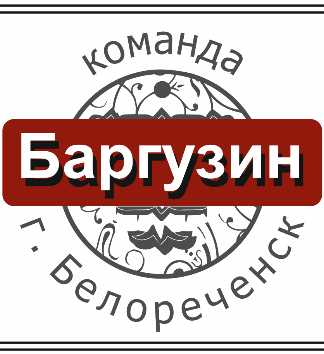 команда
Баргузин
г. Белореченск